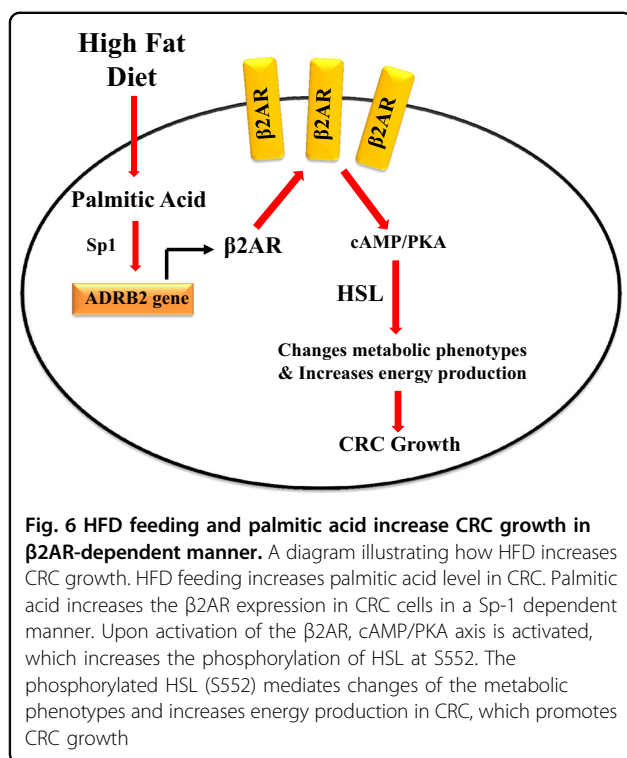 High Fat
Diet
β2AR
β2AR
β2AR
Palmitic Acid
Sp1
β2AR
cAMP/PKA
ADRB2 gene
HSL
Changes metabolic phenotypes
& Increases energy production
CRC Growth
Fig. 6 HFD feeding and palmitic acid increase CRC growth in
β2AR-dependent manner. A diagram illustrating how HFD increases
CRC growth. HFD feeding increases palmitic acid level in CRC. Palmitic
acid increases the β2AR expression in CRC cells in a Sp-1 dependent
manner. Upon activation of the β2AR, cAMP/PKA axis is activated,
which increases the phosphorylation of HSL at S552. The
phosphorylated HSL (S552) mediates changes of the metabolic
phenotypes and increases energy production in CRC, which promotes
CRC growth